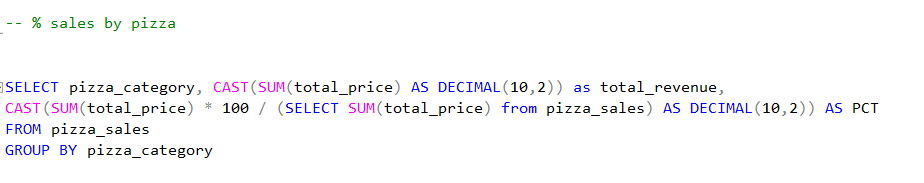 -- % sales by pizza
SELECT pizza_category, CAST(SUM(total_price) AS DECIMAL(10,2)) as total_revenue,
CAST(SUM(total_price) * 100 / (SELECT SUM(total_price) from pizza_sales) AS DECIMAL(10,2)) AS PCT
FROM pizza_sales
GROUP BY pizza_category